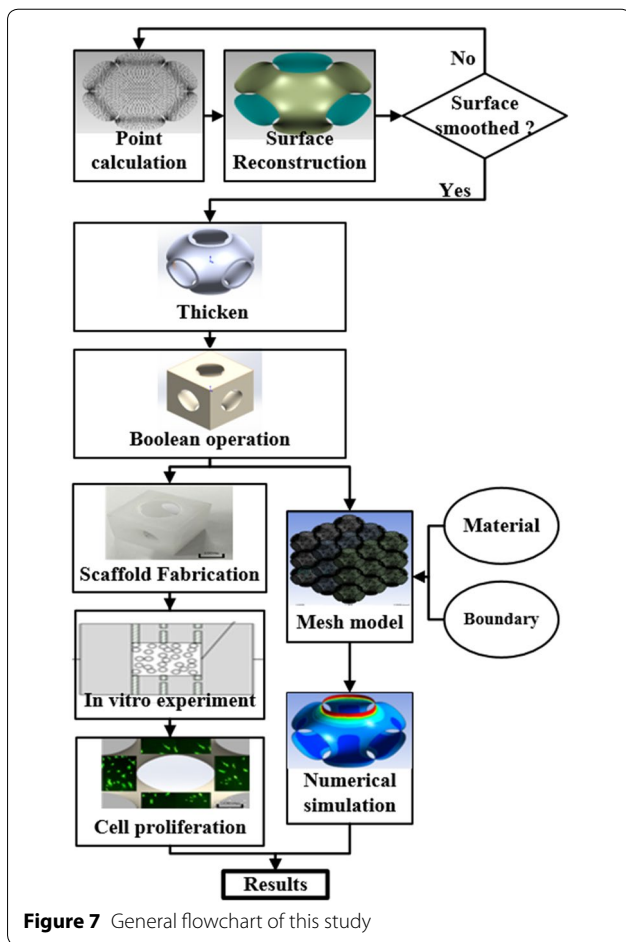 No
Point
calculation
Surface
Reconstruction
Surface
smoothed ?
Yes
Thicken
Boolean operation
Scaffold Fabrication
Mesh model
Material
Boundary
In vitro experiment
Cell proliferation
Numerical
simulation
Results
Figure 7 General flowchart of this study